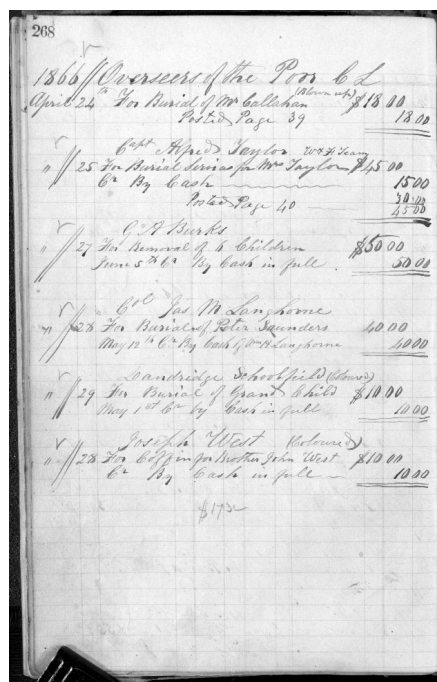 268
1866 Overseers of the Poor C L
April 24th For Burial of Mr Callahan (Blown up) $18 00
Posted Page 39 18 00
Capt Alfred Taylor
" 25 For Burial Servises for Mrs Taylor $45 00
Cr By Cash 15 00
30 00
Posted Page 40 45 00
G A Burks
" 27 For Removal of 6 Children $50 00
June 5th Cr By Cash in full 50 00
Col Jas M Langhorne
" 28 For Burial of Peter Saunders 40 00
May 12th Cr By Cash of Wm H Langhorne 40 00
Landridge Schoolfield (Coloured)
" 29 For Burial of Grand Child $10 00
May 1st Cr by Cash in full 10 00
Joseph West (Coloured)
" 28 For Coffin for Brother John West $10 00
Cr By Cash in full 10 00
$173